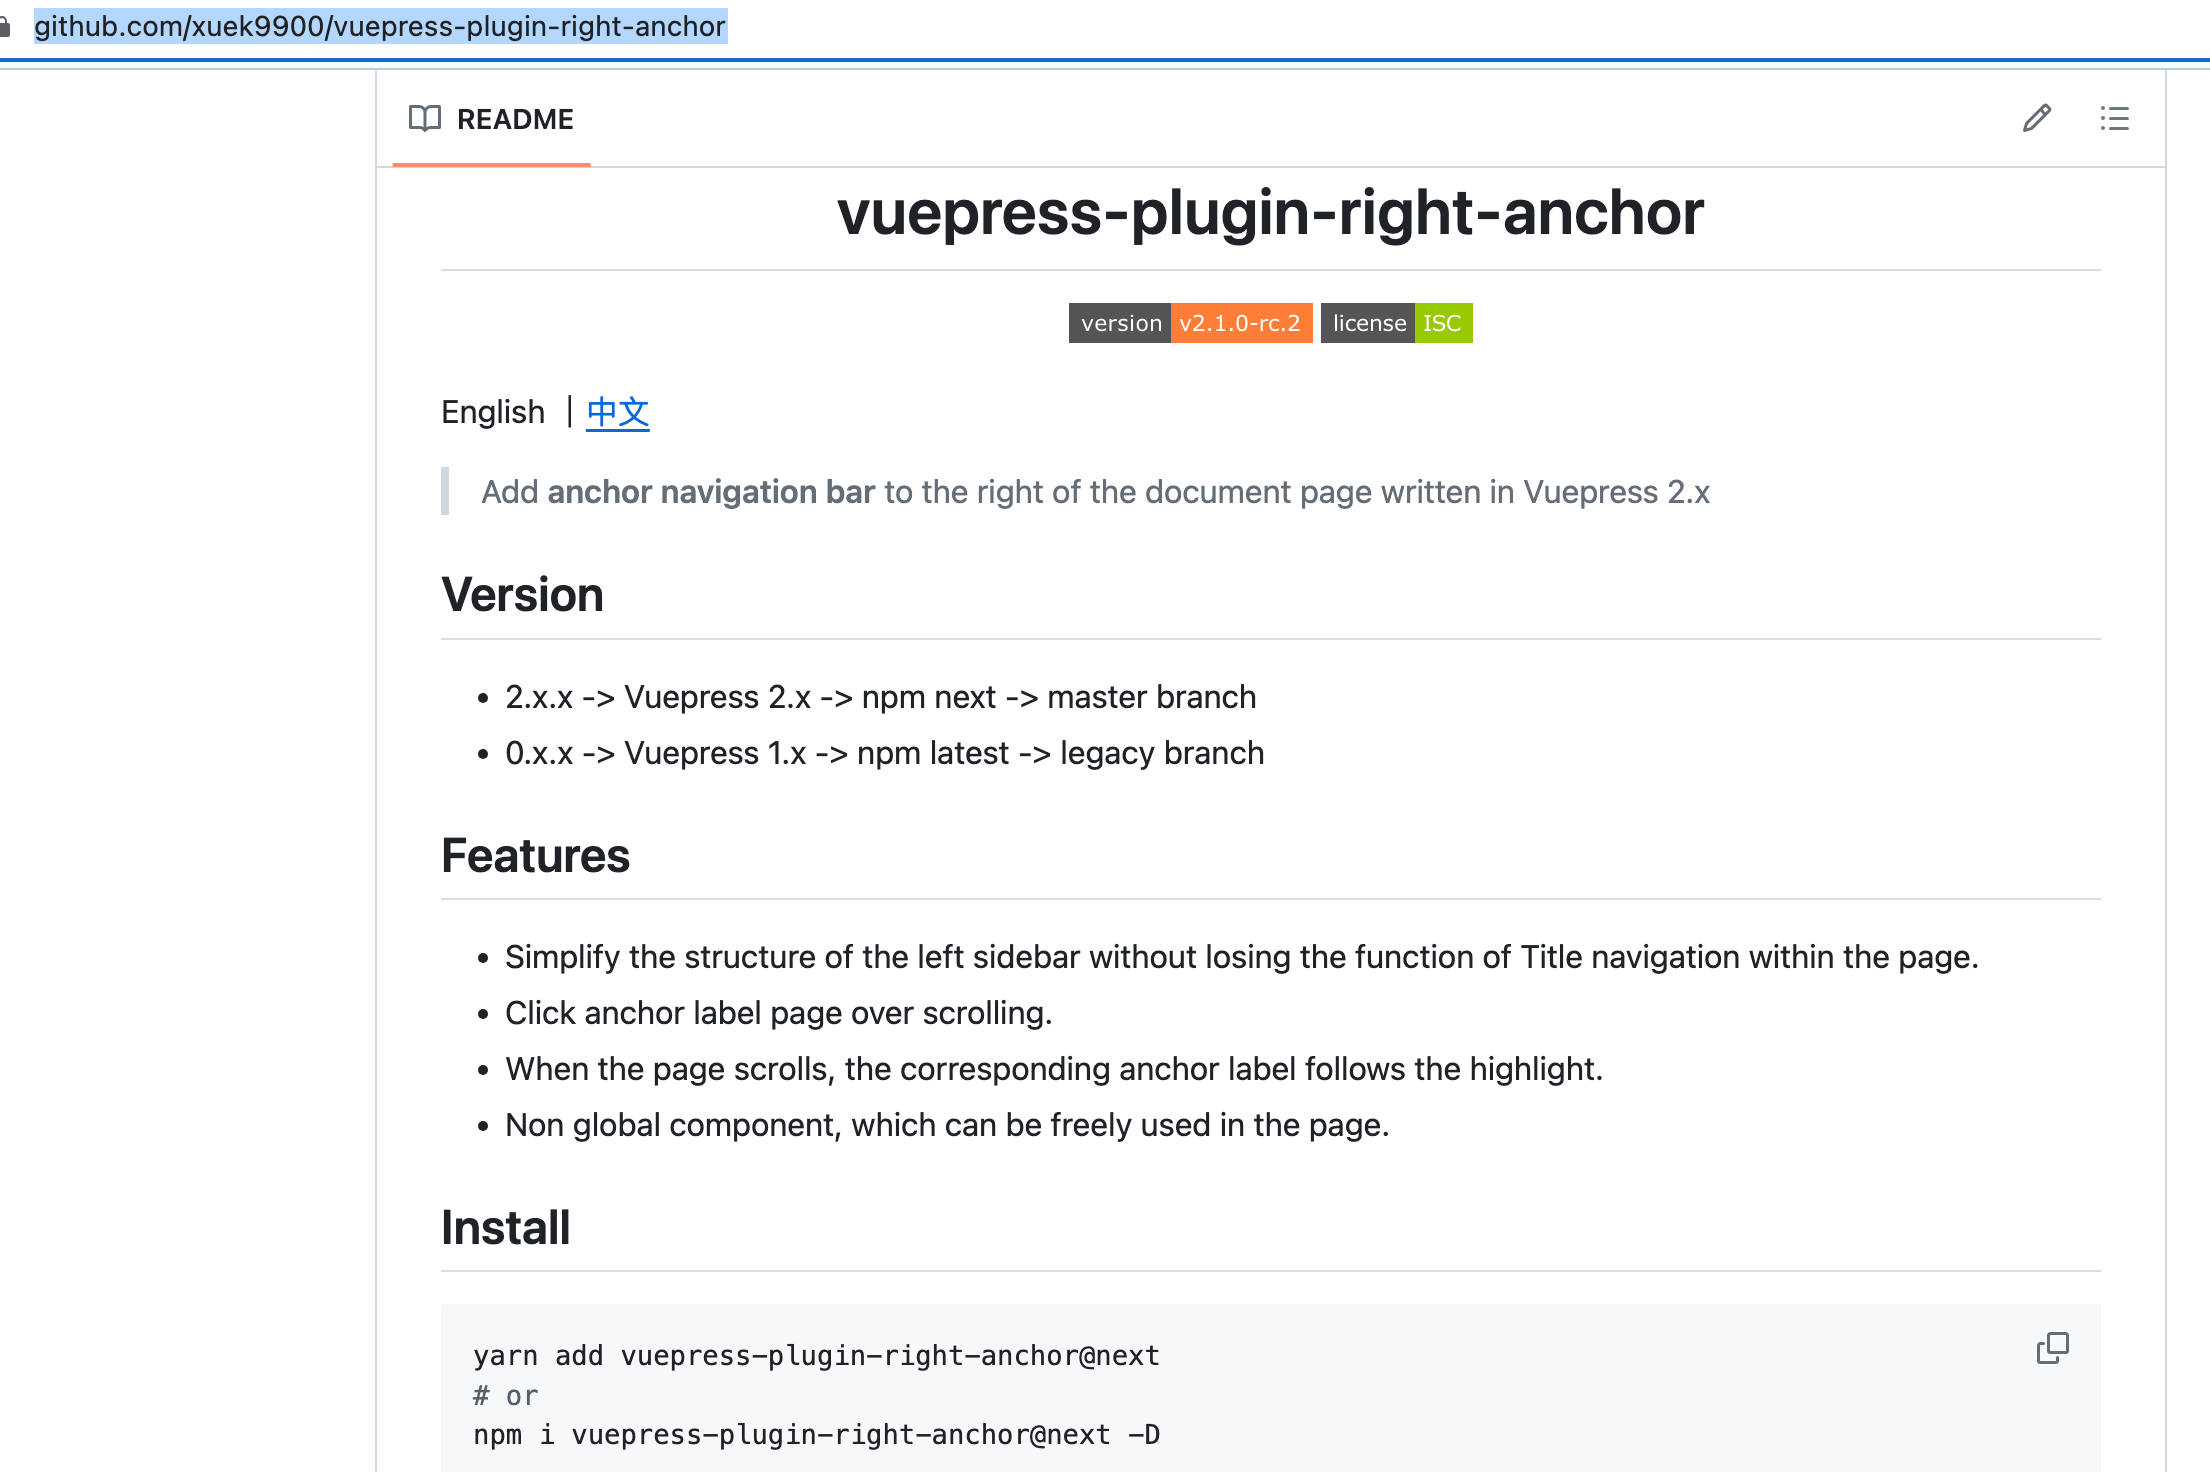 github.com/xuek9900/vuepress-plugin-right-anchor
README
vuepress-plugin-right-anchor
version v2.1.0-rc.2 license ISC
English | 中文
Add anchor navigation bar to the right of the document page written in Vuepress 2.x
Version
• 2.x.x -> Vuepress 2.x -> npm next -> master branch
• 0.x.x -> Vuepress 1.x -> npm latest -> legacy branch
Features
• Simplify the structure of the left sidebar without losing the function of Title navigation within the page.
• Click anchor label page over scrolling.
• When the page scrolls, the corresponding anchor label follows the highlight.
• Non global component, which can be freely used in the page.
Install
yarn add vuepress-plugin-right-anchor@next
# or
npm i vuepress-plugin-right-anchor@next -D